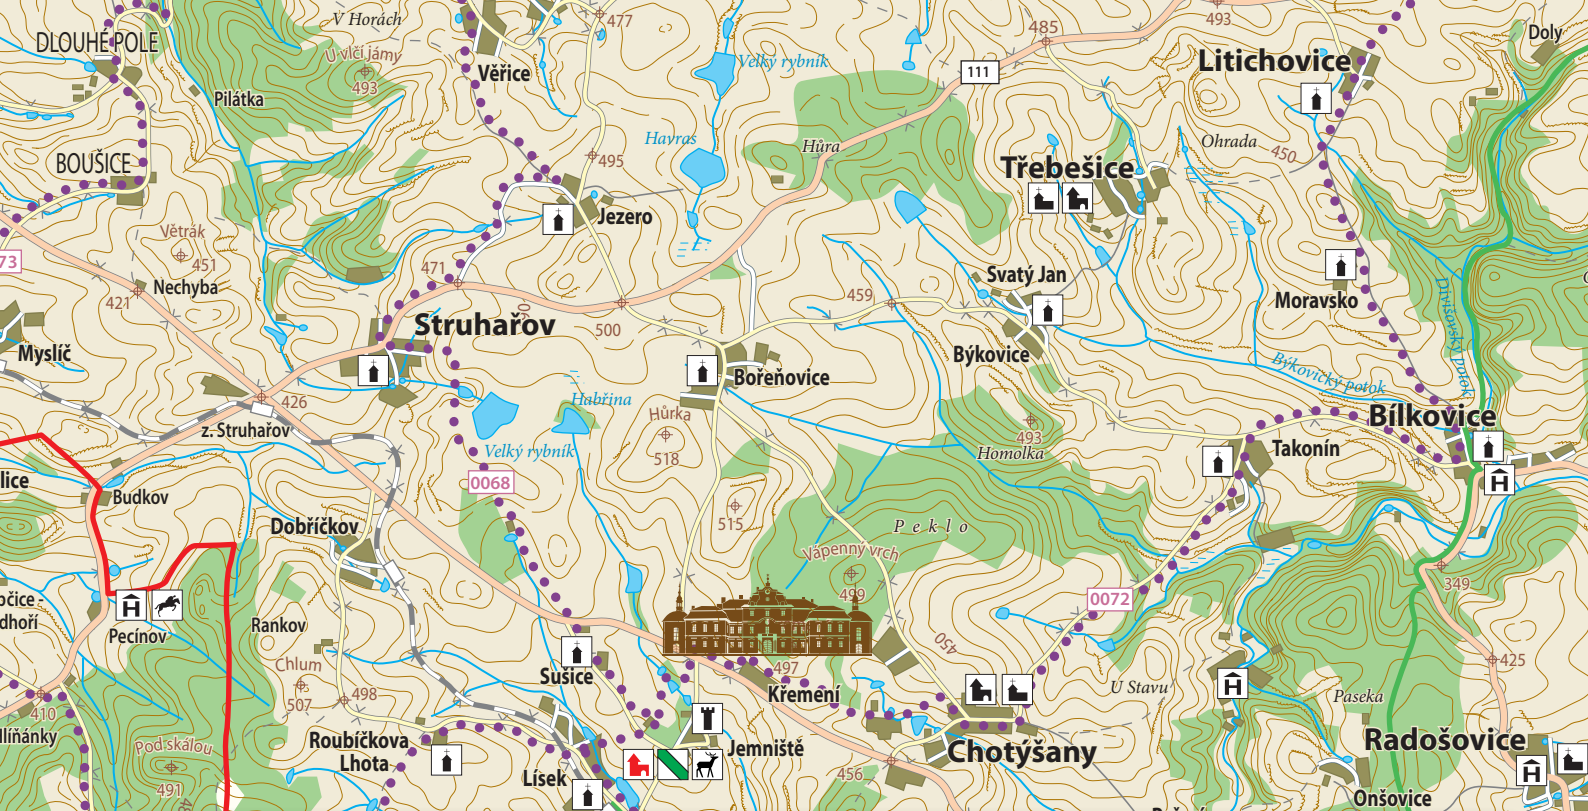 V Horách
477
493
485
DLOUHÉ POLE
U vlčí jámy
493
Věřice
Velký rybník
111
Litichovice
Doly
Pilátka
BOUŠICE
Havras
495
Hůra
Třebešice
Ohrada
450
Větrák
451
Jezero
73
Nechyba
421
471
Svatý Jan
Moravsko
459
Struhařov
500
Divišovský potok
Myslíč
Býkovice
Býkovický potok
Bořeňovice
426
Habřina
Hůrka
518
z. Struhařov
Velký rybník
493
Homolka
Bílkovice
Takonín
lice
Budkov
0068
515
Peklo
Dobříčkov
Vápenný vrch
499
349
0072
dhoří
Pecínov
Rankov
450
Chlum
507
498
Sušice
497
Křemení
425
U Stavu
Paseka
410
Pod skálou
491
Roubíčkova
Lhota
Lísek
Jemniště
456
Chotýšany
Radošovice
Onšovice